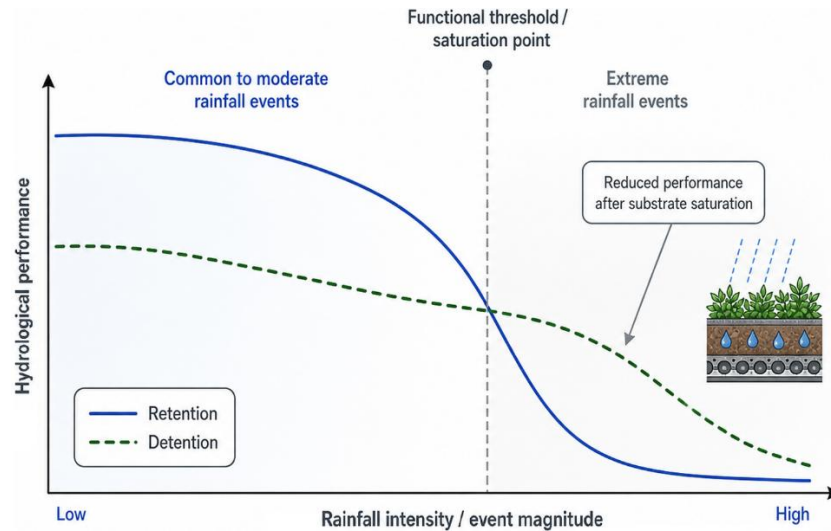 Functional threshold /
saturation point
Common to moderate
rainfall events
Extreme
rainfall events
Reduced performance
after substrate saturation
Hydrological performance
Retention
Detention
Low
Rainfall intensity / event magnitude
High